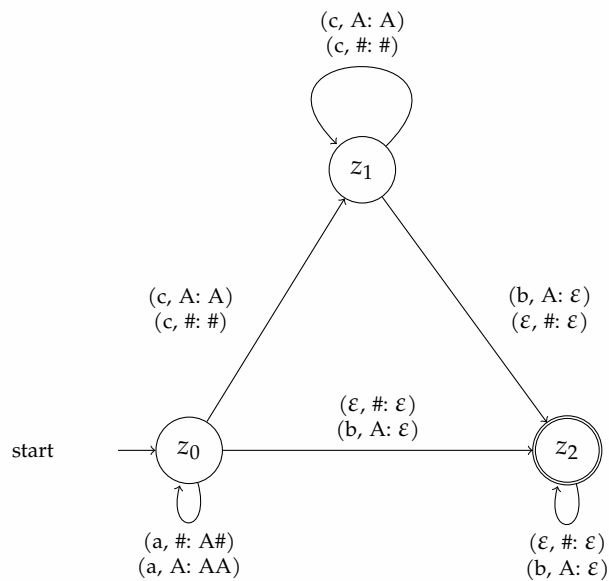 (c, A: A)
(c, #: #)
z₁
(c, A: A)
(c, #: #)
(b, A: ε)
(ε, #: ε)
(ε, #: ε)
(b, A: ε)
start
z₀
z₂
(a, #: A#)
(a, A: AA)
(ε, #: ε)
(b, A: ε)